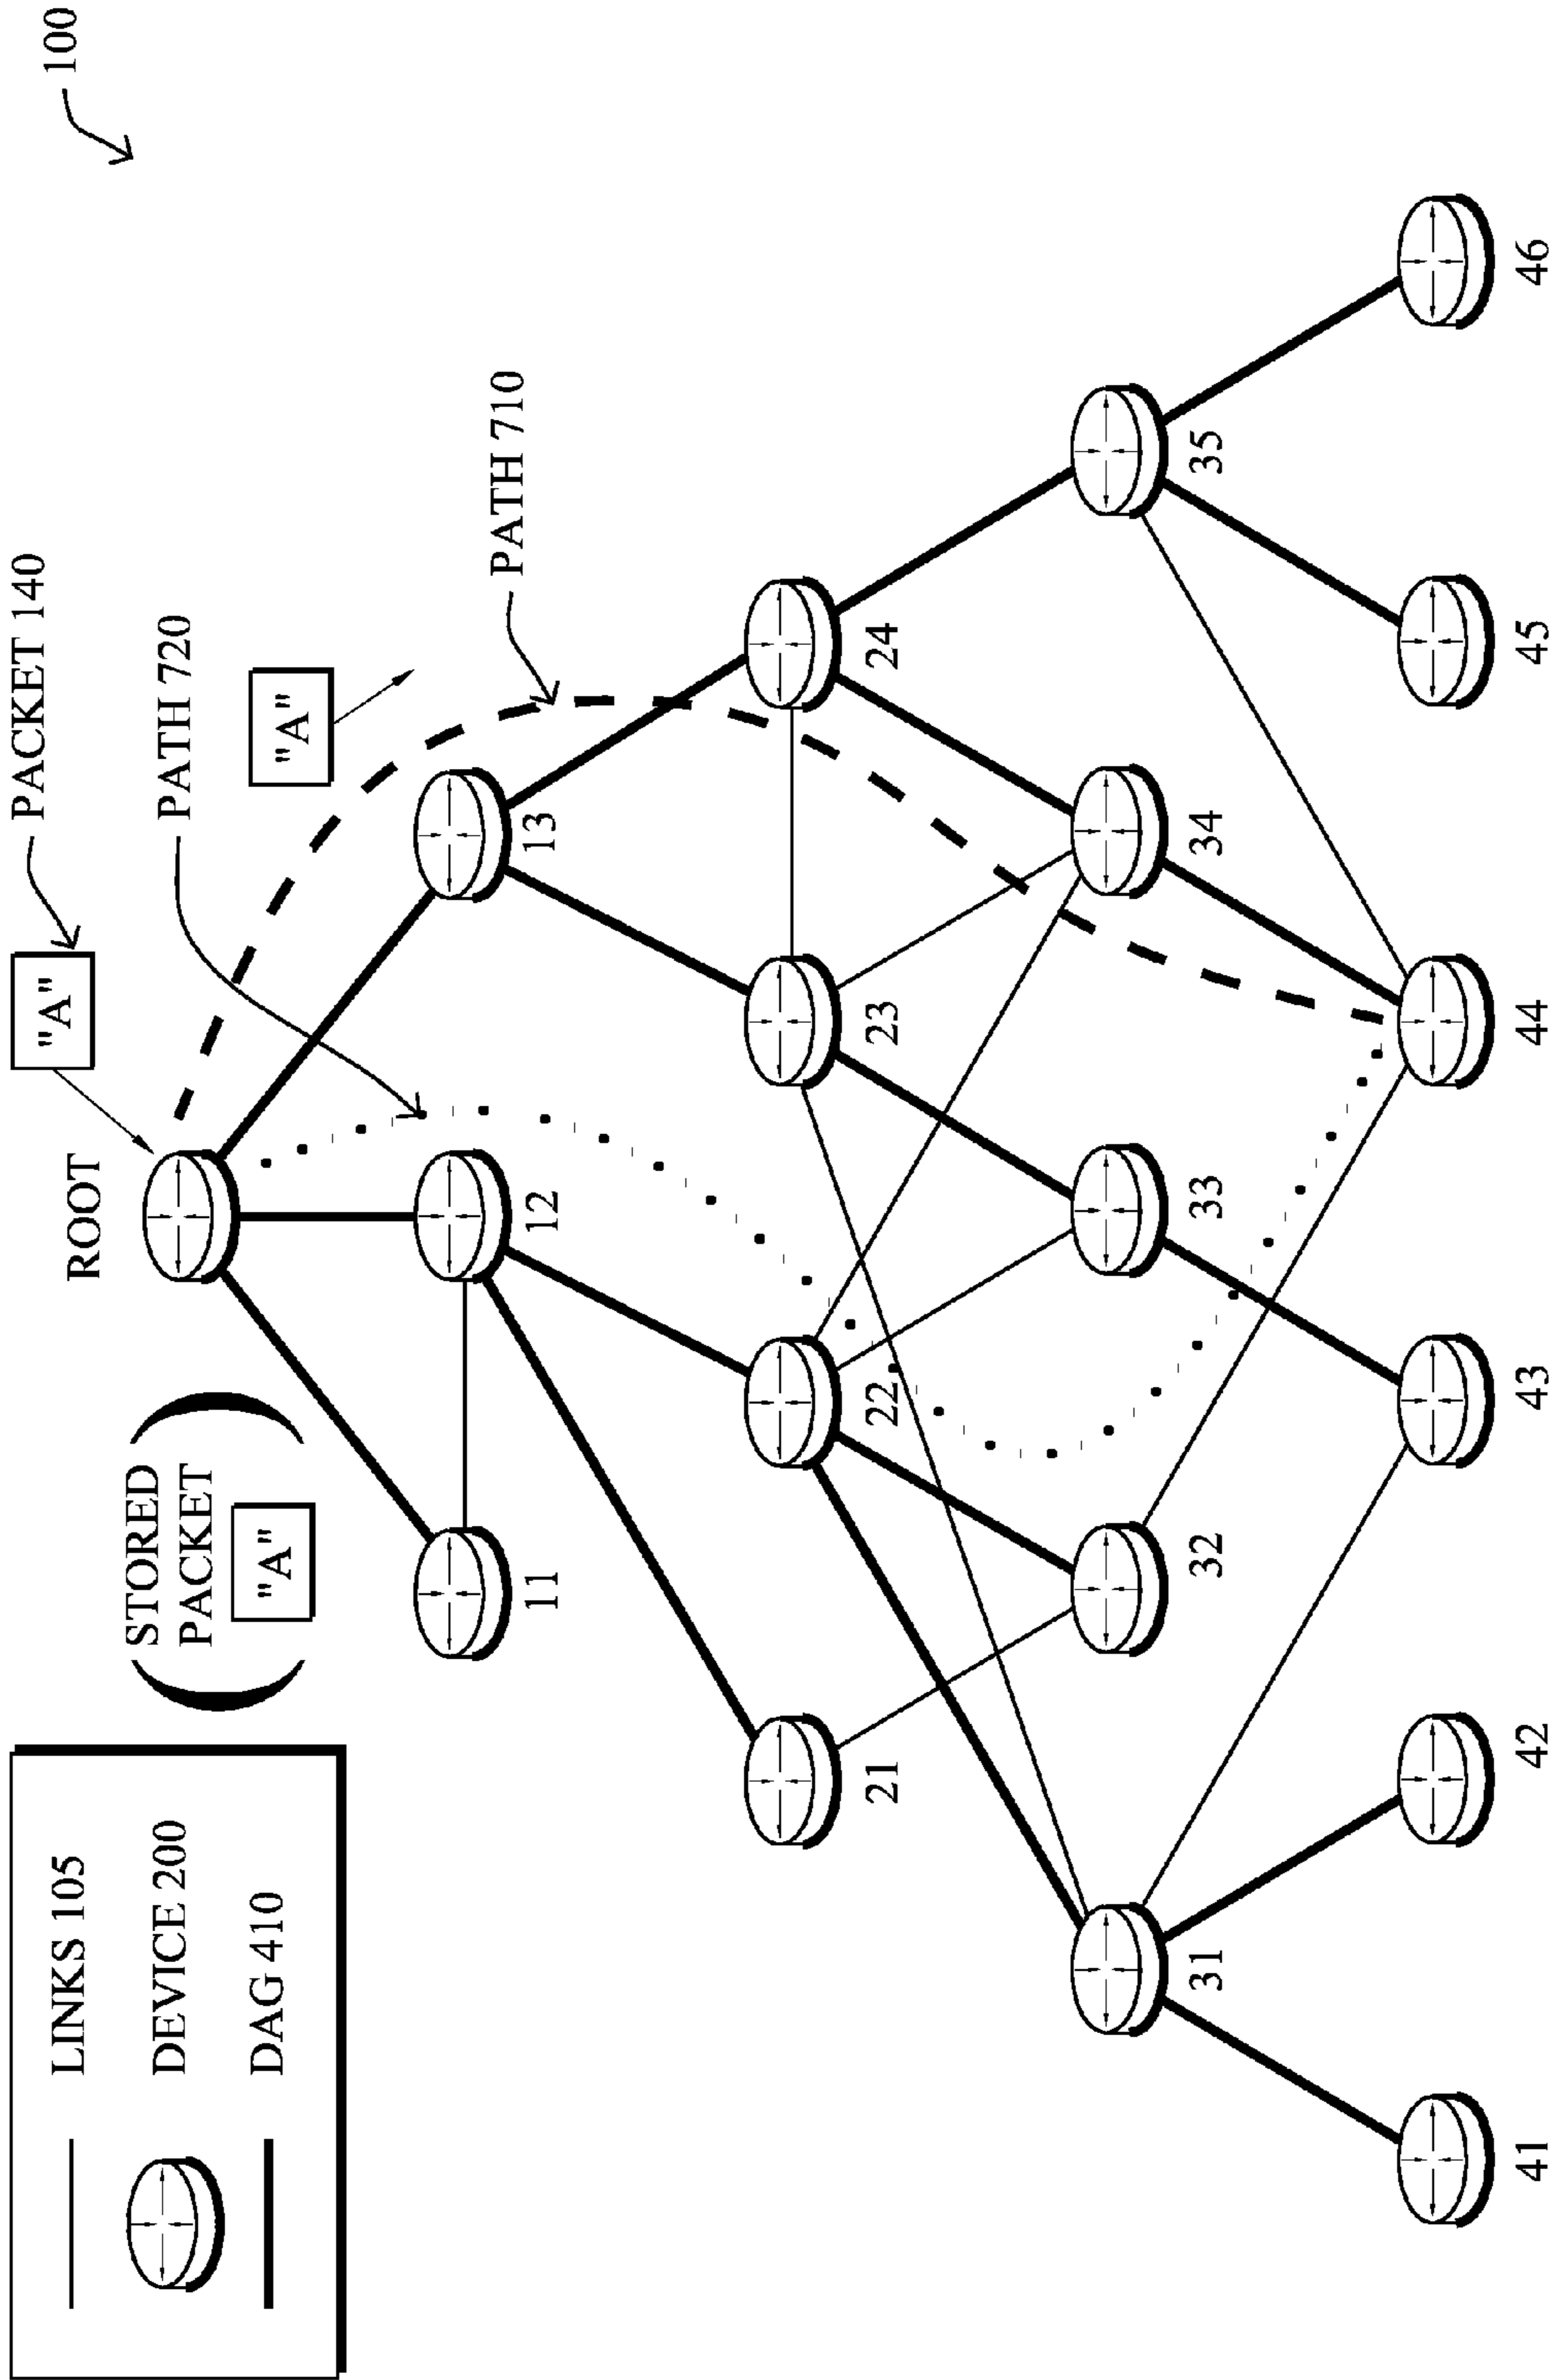 100
PACKET 140
"A"
PATH 720
"A"
PATH 710
ROOT
(STORED
PACKET
"A")
LINKS 105
DEVICE 200
DAG 410
11
12
13
21
22
23
24
31
32
33
34
35
41
42
43
44
45
46